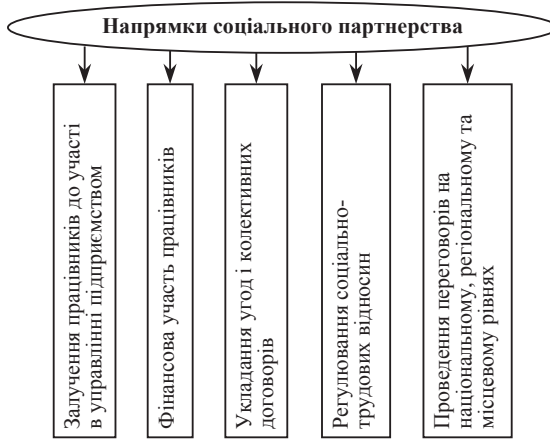 Напрямки соціального партнерства
Залучення працівників до участі
в управлінні підприємством
Фінансова участь працівників
Укладання угод і колективних
договорів
Регулювання соціально-
трудових відносин
Проведення переговорів на
національному, регіональному та
місцевому рівнях